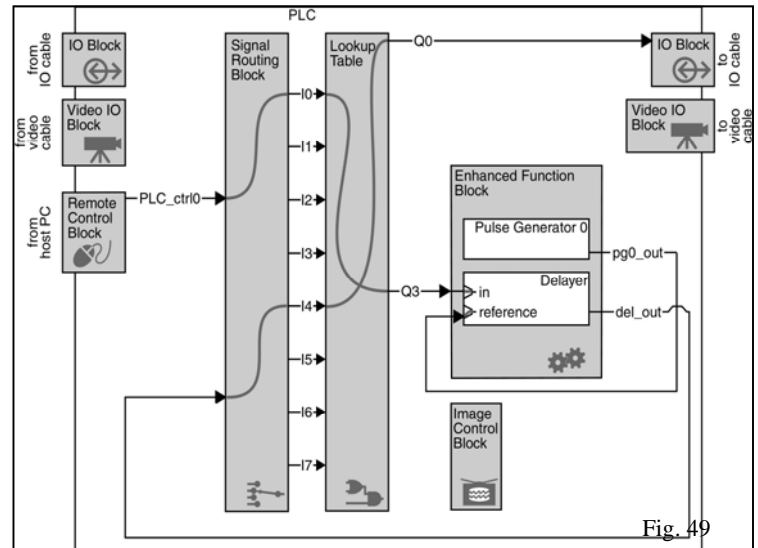 PLC
from
IO cable
IO Block
Signal
Routing
Block
Lookup
Table
Q0
IO Block
to
IO cable
from
video
cable
Video IO
Block
I0
I1
Video IO
Block
to
video
cable
from
host PC
Remote
Control
Block
PLC_ctrl0
I2
I3
I4
I5
I6
I7
Q3
Enhanced Function
Block
Pulse Generator 0
pg0_out
Delayer
in
reference
del_out
Image
Control
Block
Fig. 49